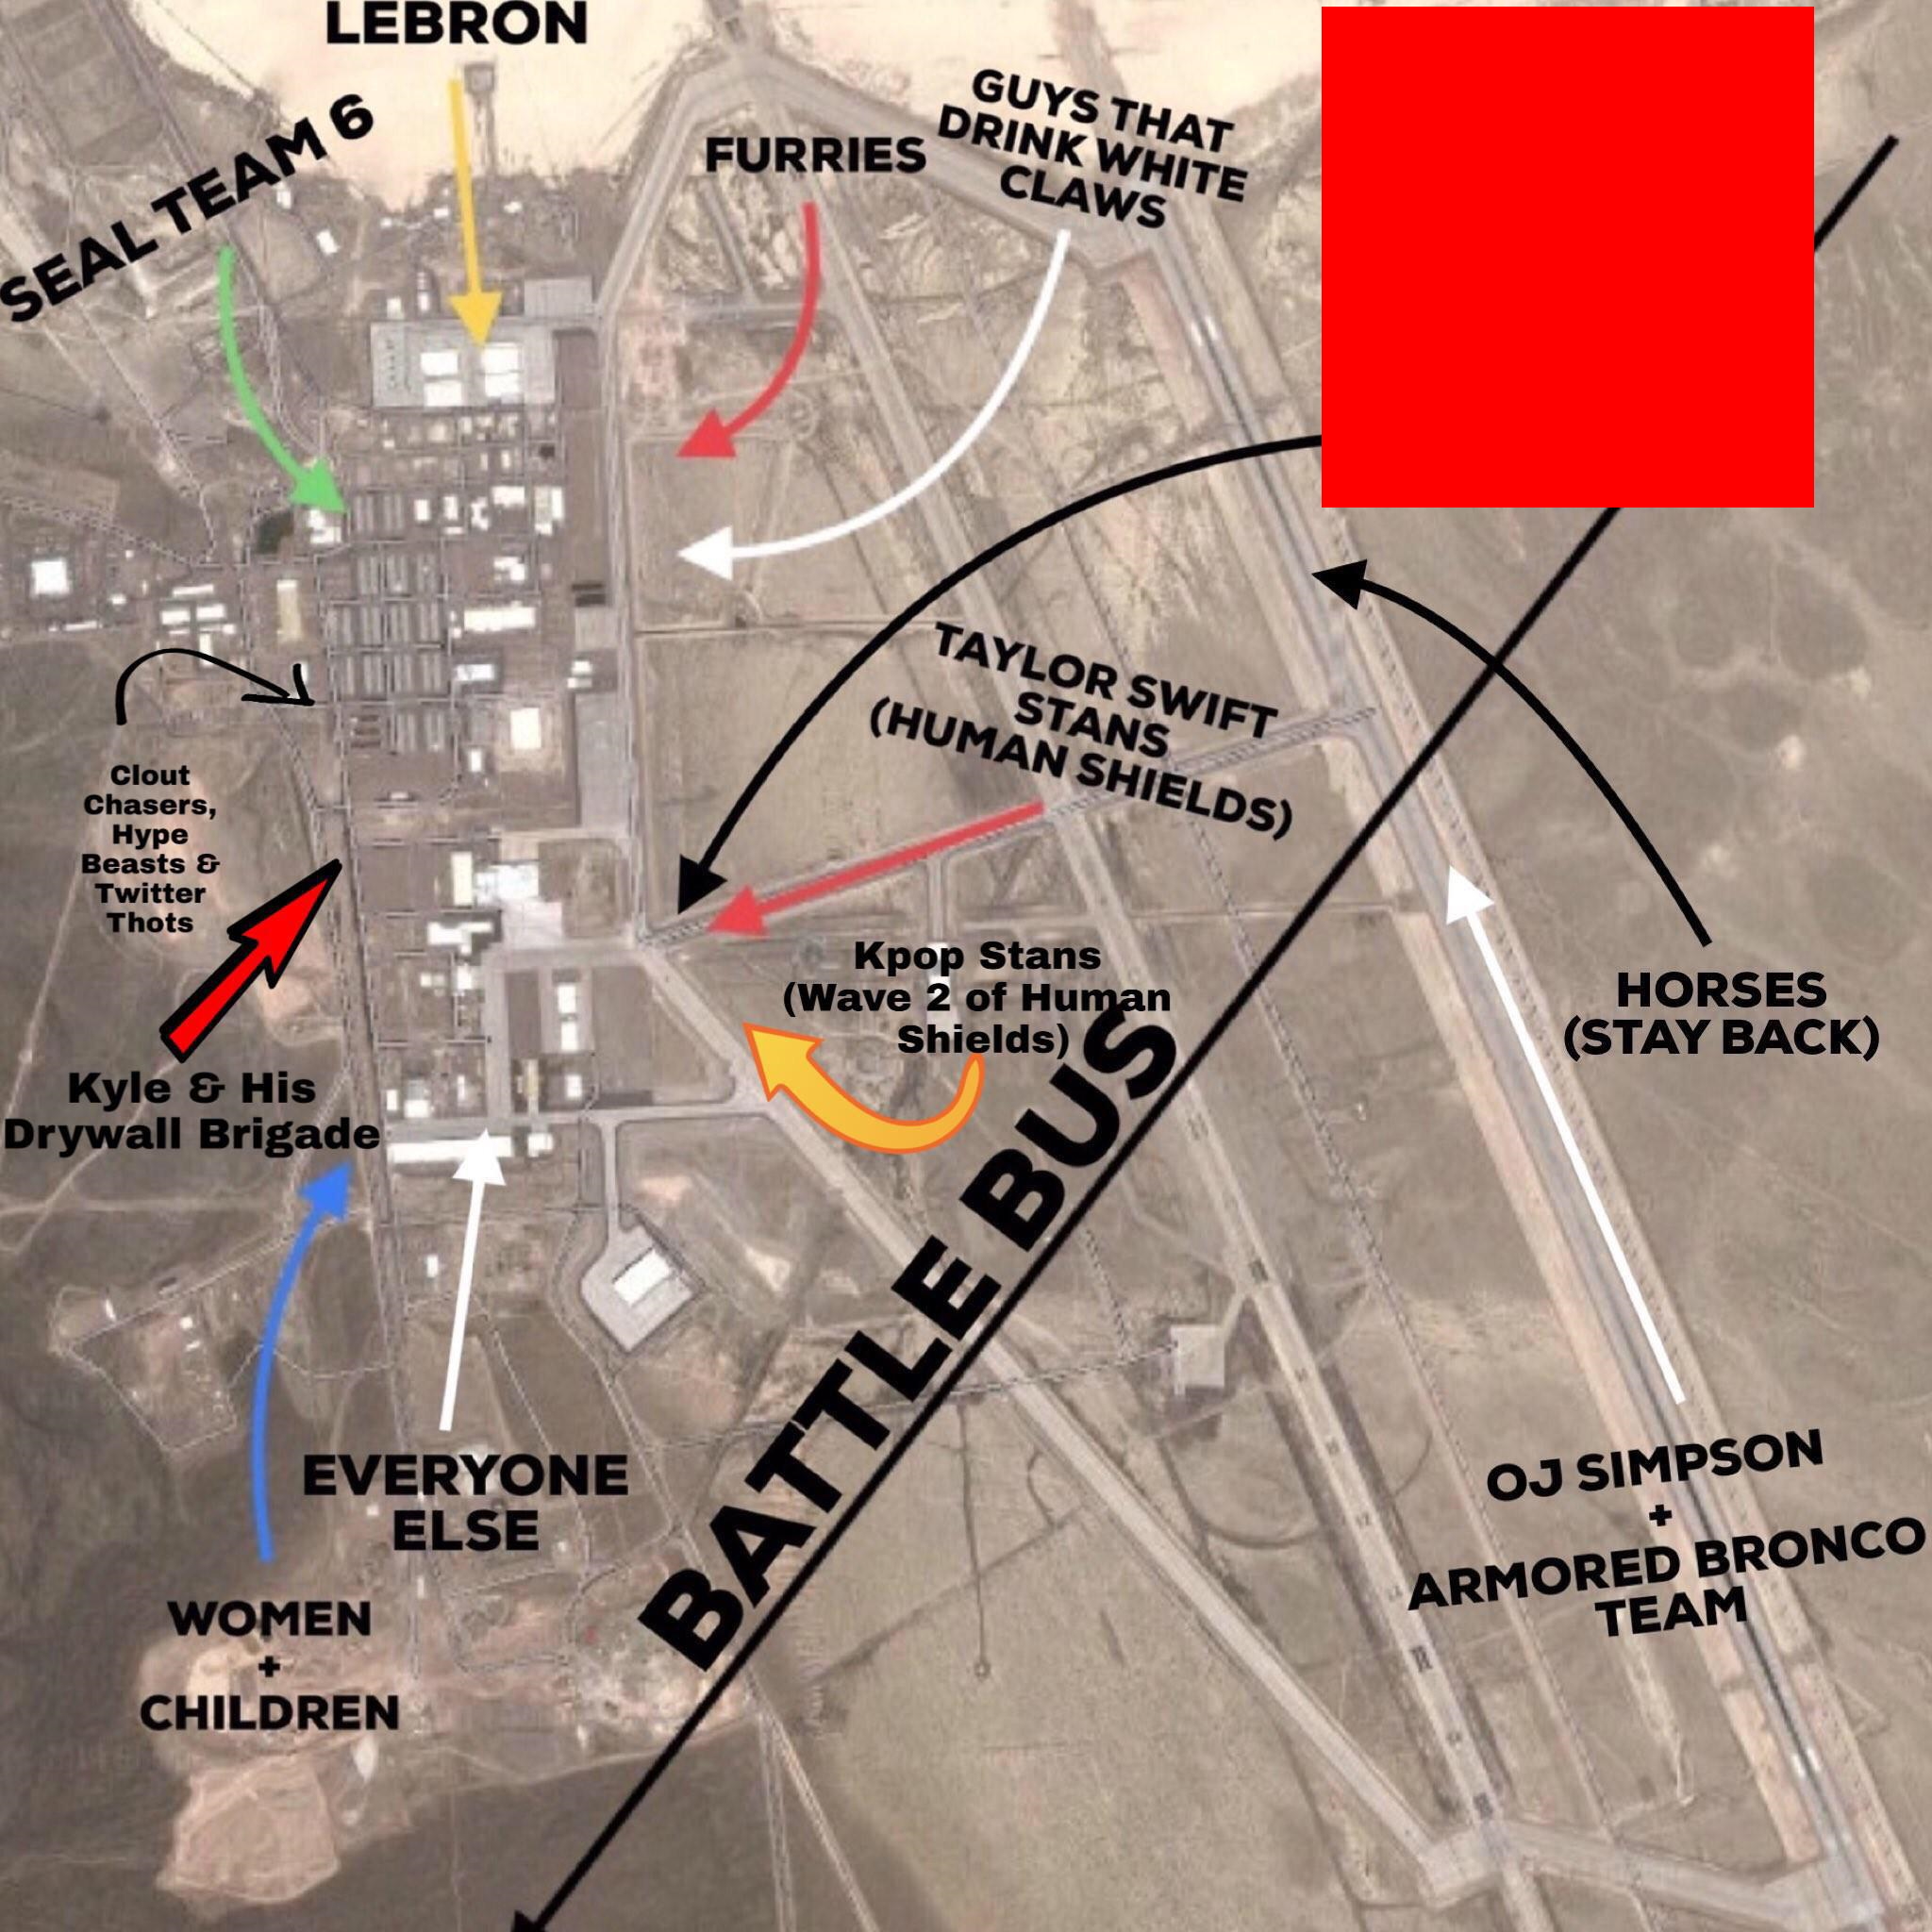 LEBRON
SEAL TEAM 6
FURRIES
GUYS THAT
DRINK WHITE
CLAWS
TAYLOR SWIFT
STANS
(HUMAN SHIELDS)
Clout
Chasers,
Hype
Beasts &
Twitter
Thots
Kpop Stans
(Wave 2 of Human
Shields)
HORSES
(STAY BACK)
Kyle & His
Drywall Brigade
BATTLE BUS
EVERYONE
ELSE
OJ SIMPSON
+
ARMORED BRONCO
TEAM
WOMEN
+
CHILDREN